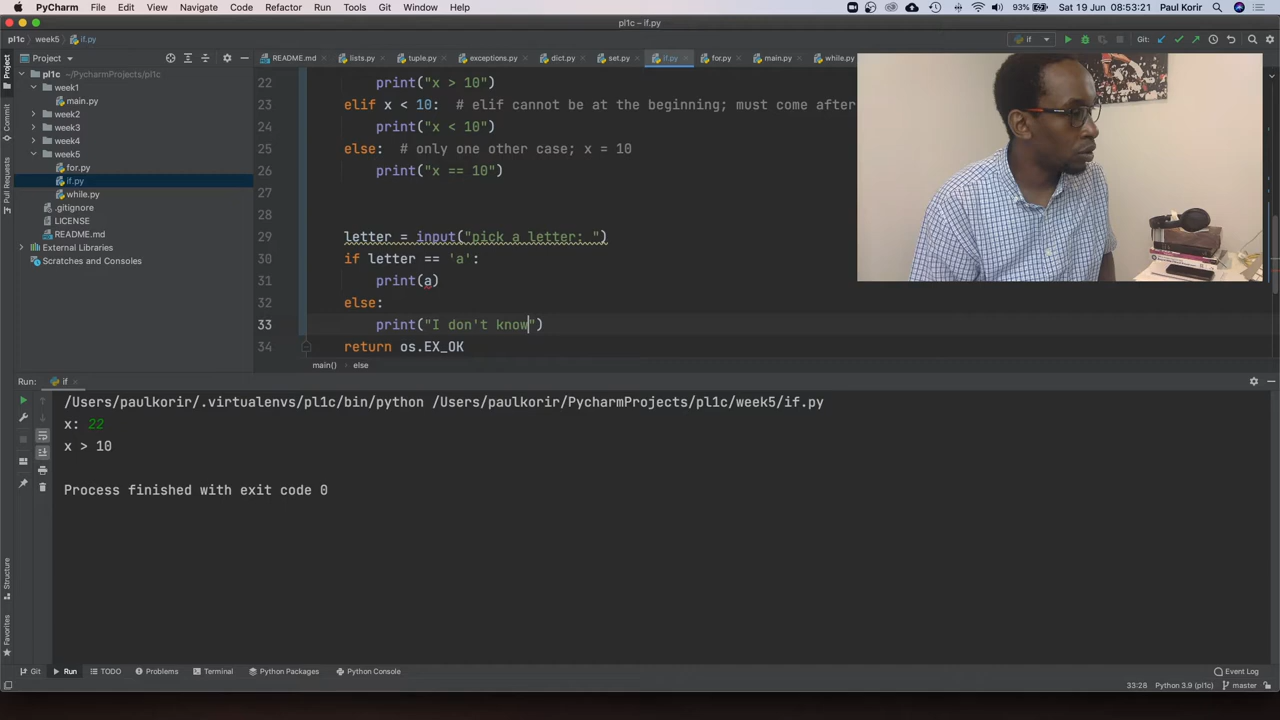 PyCharm File Edit View Navigate Code Refactor Run Tools Git Window Help 93% Sat 19 Jun 08:53:21 Paul Korir
pl1c – if.py
pl1c week5 if.py if Git:
Project README.md lists.py tuple.py exceptions.py dict.py set.py if.py for.py main.py while.py
pl1c ~/PycharmProjects/pl1c
week1
main.py
week2
week3
week4
week5
for.py
if.py
while.py
.gitignore
LICENSE
README.md
External Libraries
Scratches and Consoles
Project
Commit
Pull Requests
22 print("x > 10")
23 elif x < 10: # elif cannot be at the beginning; must come after
24 print("x < 10")
25 else: # only one other case; x = 10
26 print("x == 10")
27
28
29 letter = input("pick a letter: ")
30 if letter == 'a':
31 print(a)
32 else:
33 print("I don't know")
34 return os.EX_OK
main() else
Run: if
/Users/paulkorir/.virtualenvs/pl1c/bin/python /Users/paulkorir/PycharmProjects/pl1c/week5/if.py
x: 22
x > 10
Process finished with exit code 0
Structure
Favorites
Git Run TODO Problems Terminal Python Packages Python Console Event Log
33:28 Python 3.9 (pl1c) master